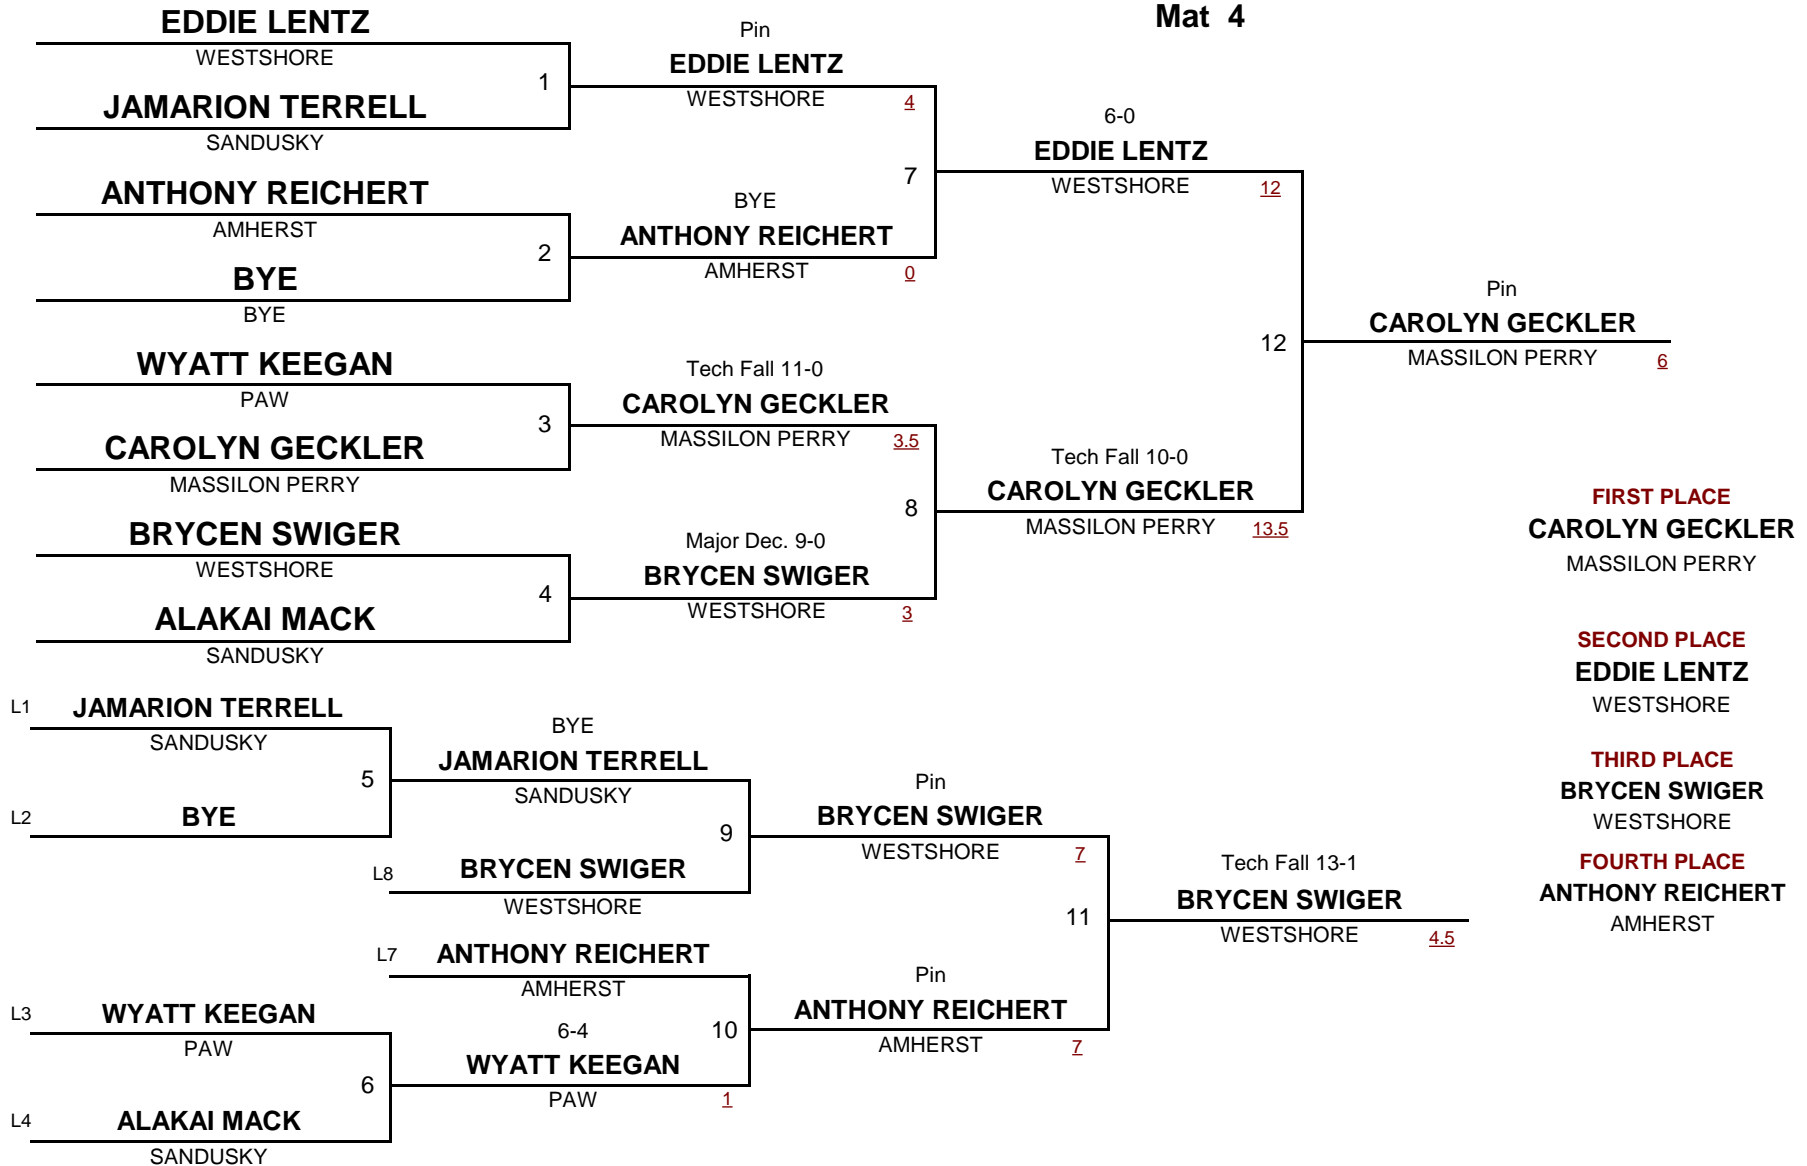 Mat 4
EDDIE LENTZ
WESTSHORE
1
JAMARION TERRELL
SANDUSKY
ANTHONY REICHERT
AMHERST
2
BYE
BYE
WYATT KEEGAN
PAW
3
CAROLYN GECKLER
MASSILON PERRY
BRYCEN SWIGER
WESTSHORE
4
ALAKAI MACK
SANDUSKY
Pin
EDDIE LENTZ
WESTSHORE 4
7
BYE
ANTHONY REICHERT
AMHERST 0
Tech Fall 11-0
CAROLYN GECKLER
MASSILON PERRY 3.5
8
Major Dec. 9-0
BRYCEN SWIGER
WESTSHORE 3
6-0
EDDIE LENTZ
WESTSHORE 12
12
Tech Fall 10-0
CAROLYN GECKLER
MASSILON PERRY 13.5
Pin
CAROLYN GECKLER
MASSILON PERRY 6
FIRST PLACE
CAROLYN GECKLER
MASSILON PERRY
SECOND PLACE
EDDIE LENTZ
WESTSHORE
THIRD PLACE
BRYCEN SWIGER
WESTSHORE
FOURTH PLACE
ANTHONY REICHERT
AMHERST
L1 JAMARION TERRELL
SANDUSKY
5
L2 BYE
L3 WYATT KEEGAN
PAW
6
L4 ALAKAI MACK
SANDUSKY
BYE
JAMARION TERRELL
SANDUSKY
9
L8 BRYCEN SWIGER
WESTSHORE
L7 ANTHONY REICHERT
AMHERST
10
6-4
WYATT KEEGAN
PAW 1
Pin
BRYCEN SWIGER
WESTSHORE 7
11
Pin
ANTHONY REICHERT
AMHERST 7
Tech Fall 13-1
BRYCEN SWIGER
WESTSHORE 4.5